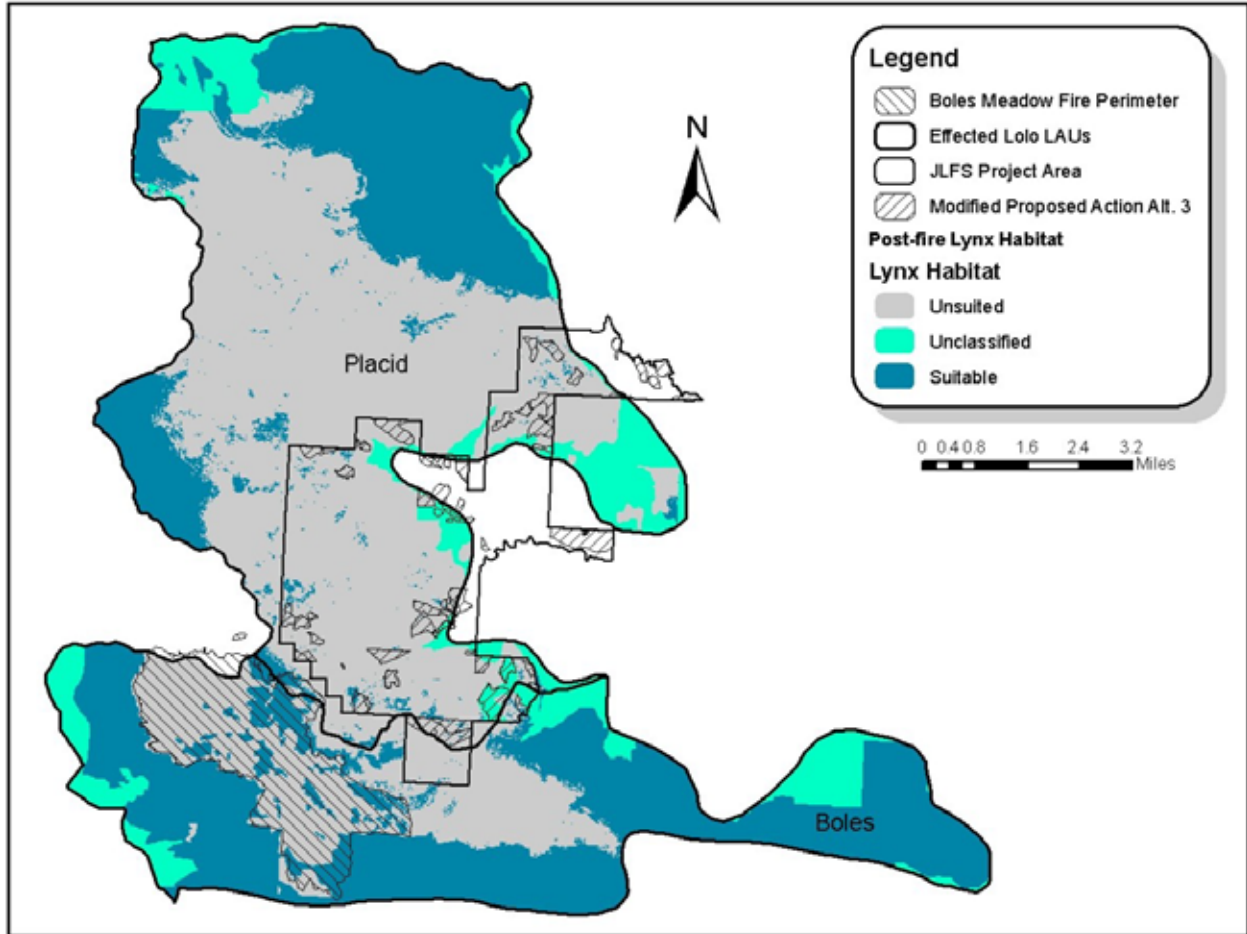 Legend
Boles Meadow Fire Perimeter
Effected Lolo LAUs
JLFS Project Area
Modified Proposed Action Alt. 3
Post-fire Lynx Habitat
Lynx Habitat
Unsuited
Unclassified
Suitable
N
Placid
0 0.4 0.8 1.6 2.4 3.2
Miles
Boles